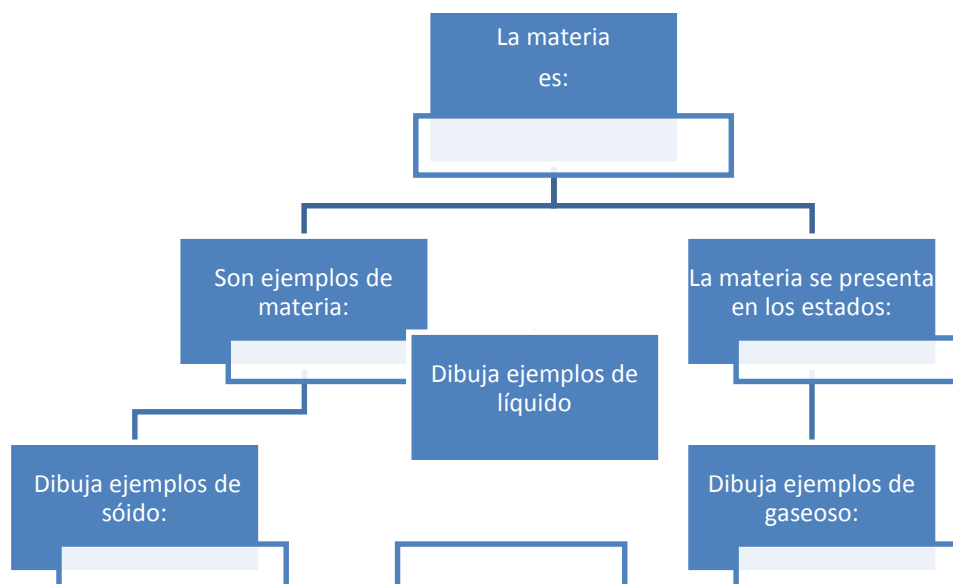 La materia
es:
Son ejemplos de
materia:
La materia se presenta
en los estados:
Dibuja ejemplos de
líquido
Dibuja ejemplos de
sóido:
Dibuja ejemplos de
gaseoso: